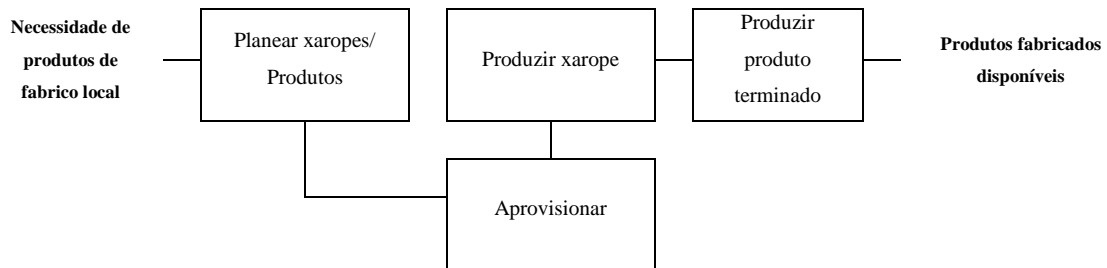 Necessidade de
produtos de
fabrico local
Planear xaropes/
Produtos
Produzir xarope
Produzir
produto
terminado
Produtos fabricados
disponíveis
Aprovisionar